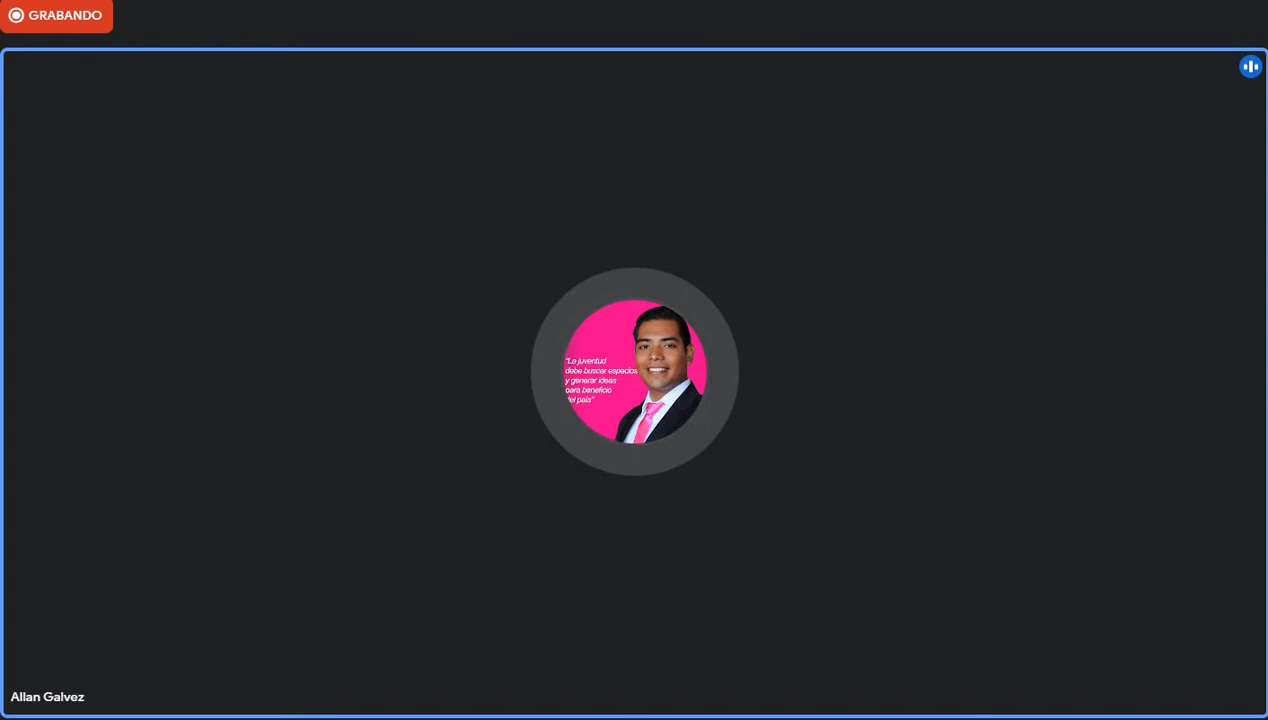 GRABANDO
"La juventud
debe buscar espacios
y generar ideas
para beneficio
del país"
Allan Galvez